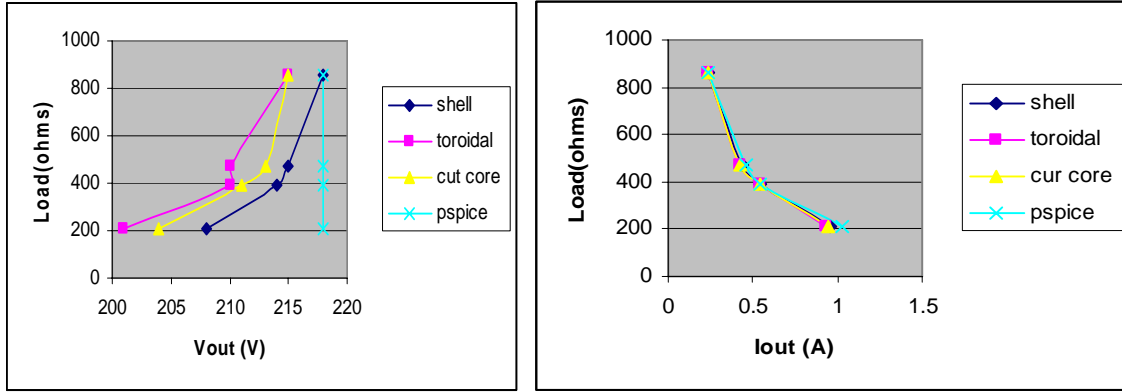 1000
800
600
400
200
0
Load(ohms)
200 205 210 215 220
Vout (V)
shell
toroidal
cut core
pspice
1000
800
600
400
200
0
Load(ohms)
0 0.5 1 1.5
Iout (A)
shell
toroidal
cur core
pspice